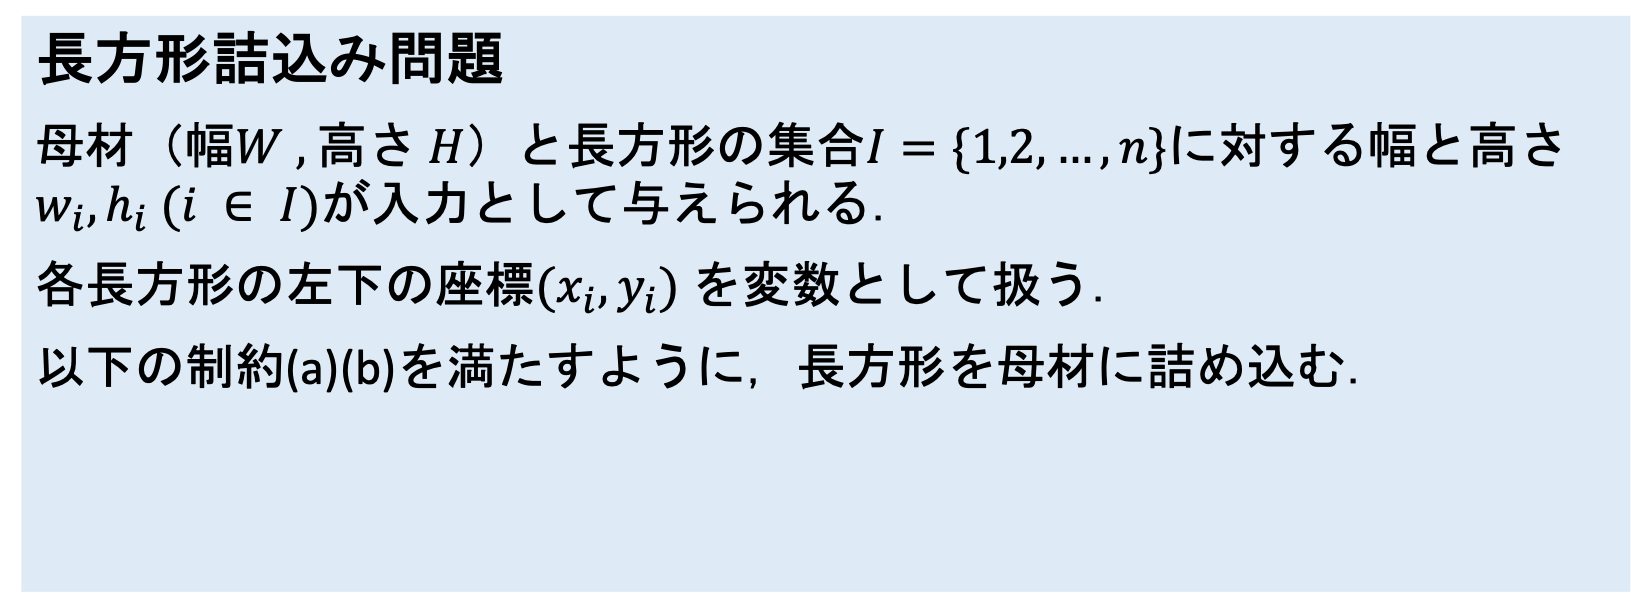 長方形詰込み問題
母材（幅W , 高さ H）と長方形の集合I = {1,2, … , n}に対する幅と高さ
wᵢ, hᵢ (i ∈ I)が入力として与えられる.
各長方形の左下の座標(xᵢ, yᵢ) を変数として扱う.
以下の制約(a)(b)を満たすように，長方形を母材に詰め込む.